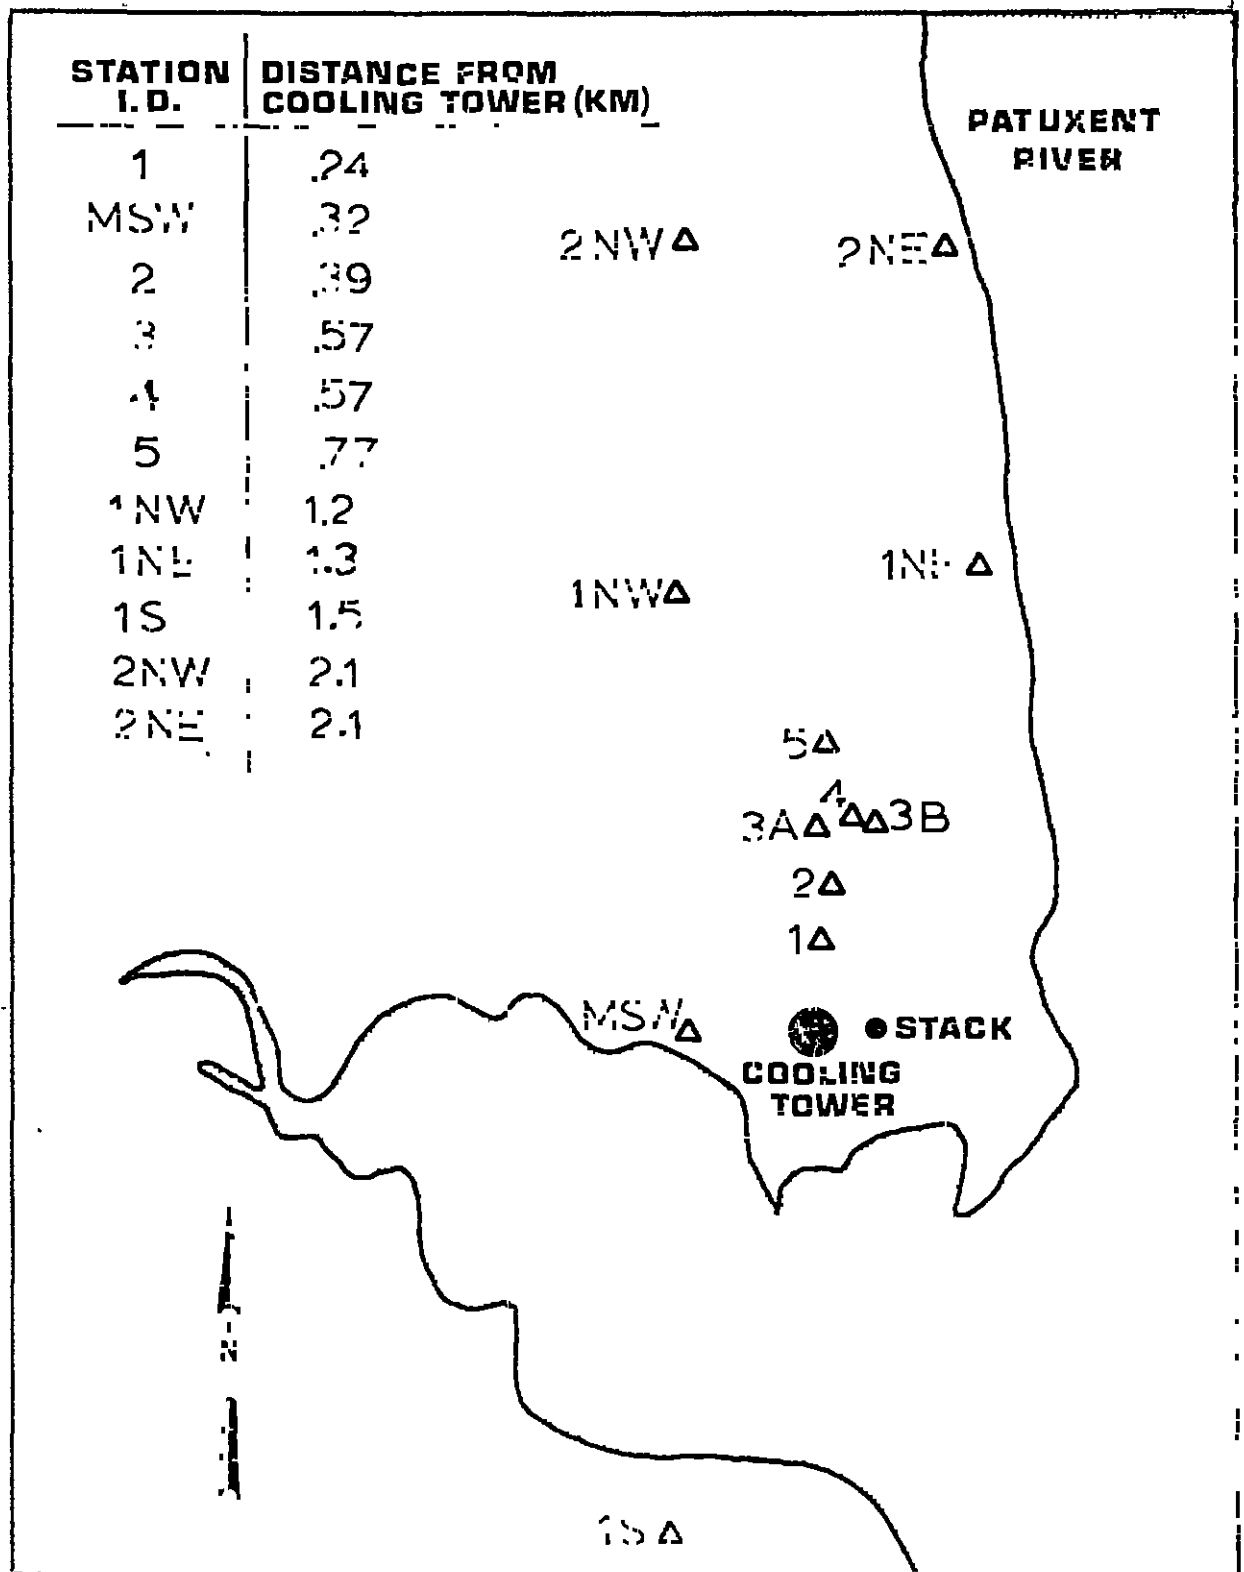 STATION I.D. DISTANCE FROM COOLING TOWER (KM)
1 .24
MSW .32
2 .39
3 .57
4 .57
5 .77
1NW 1.2
1NE 1.3
1S 1.5
2NW 2.1
2NE 2.1
PATUXENT
RIVER
2NW
2NE
1NE
1NW
5
4
3A
3B
2
1
MSW
STACK
COOLING
TOWER
N
1S